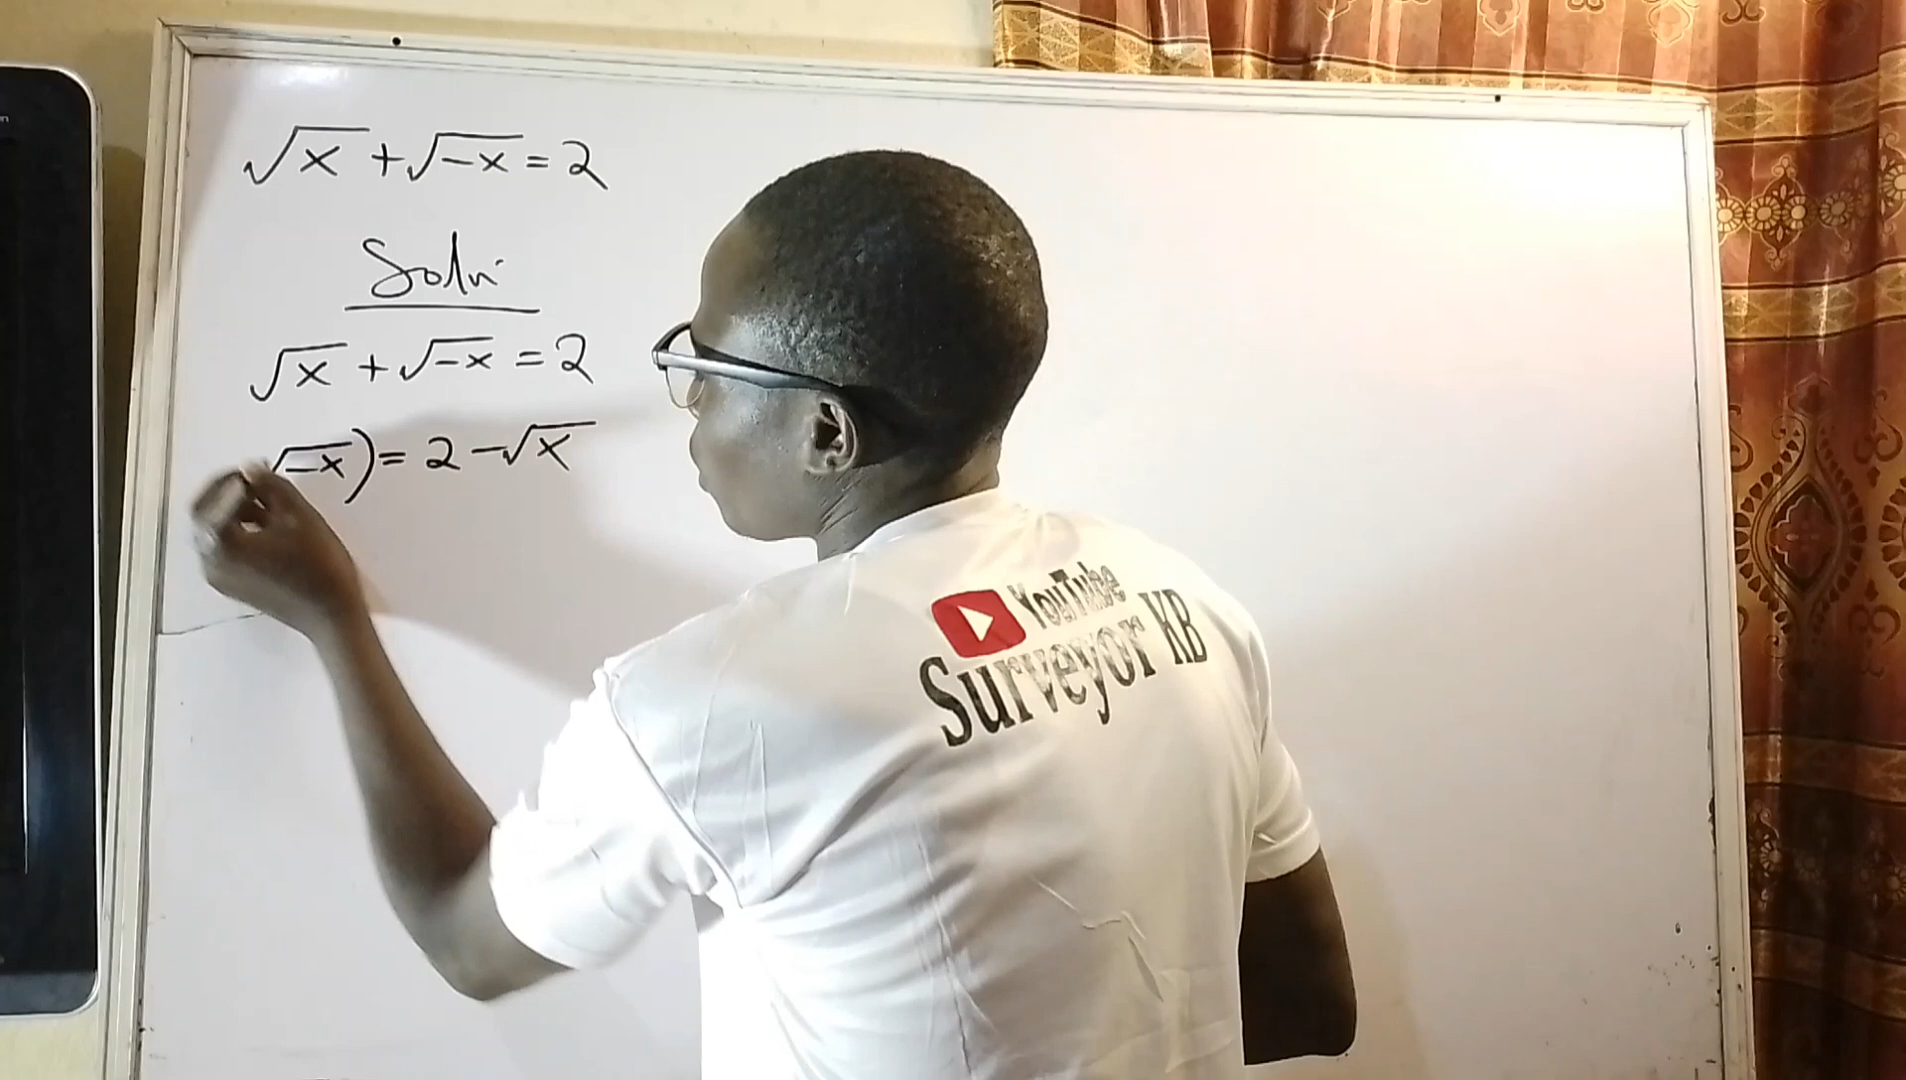 √x + √-x = 2
Soln
√x + √-x = 2
√-x) = 2 - √x
YouTube
Surveyor KB